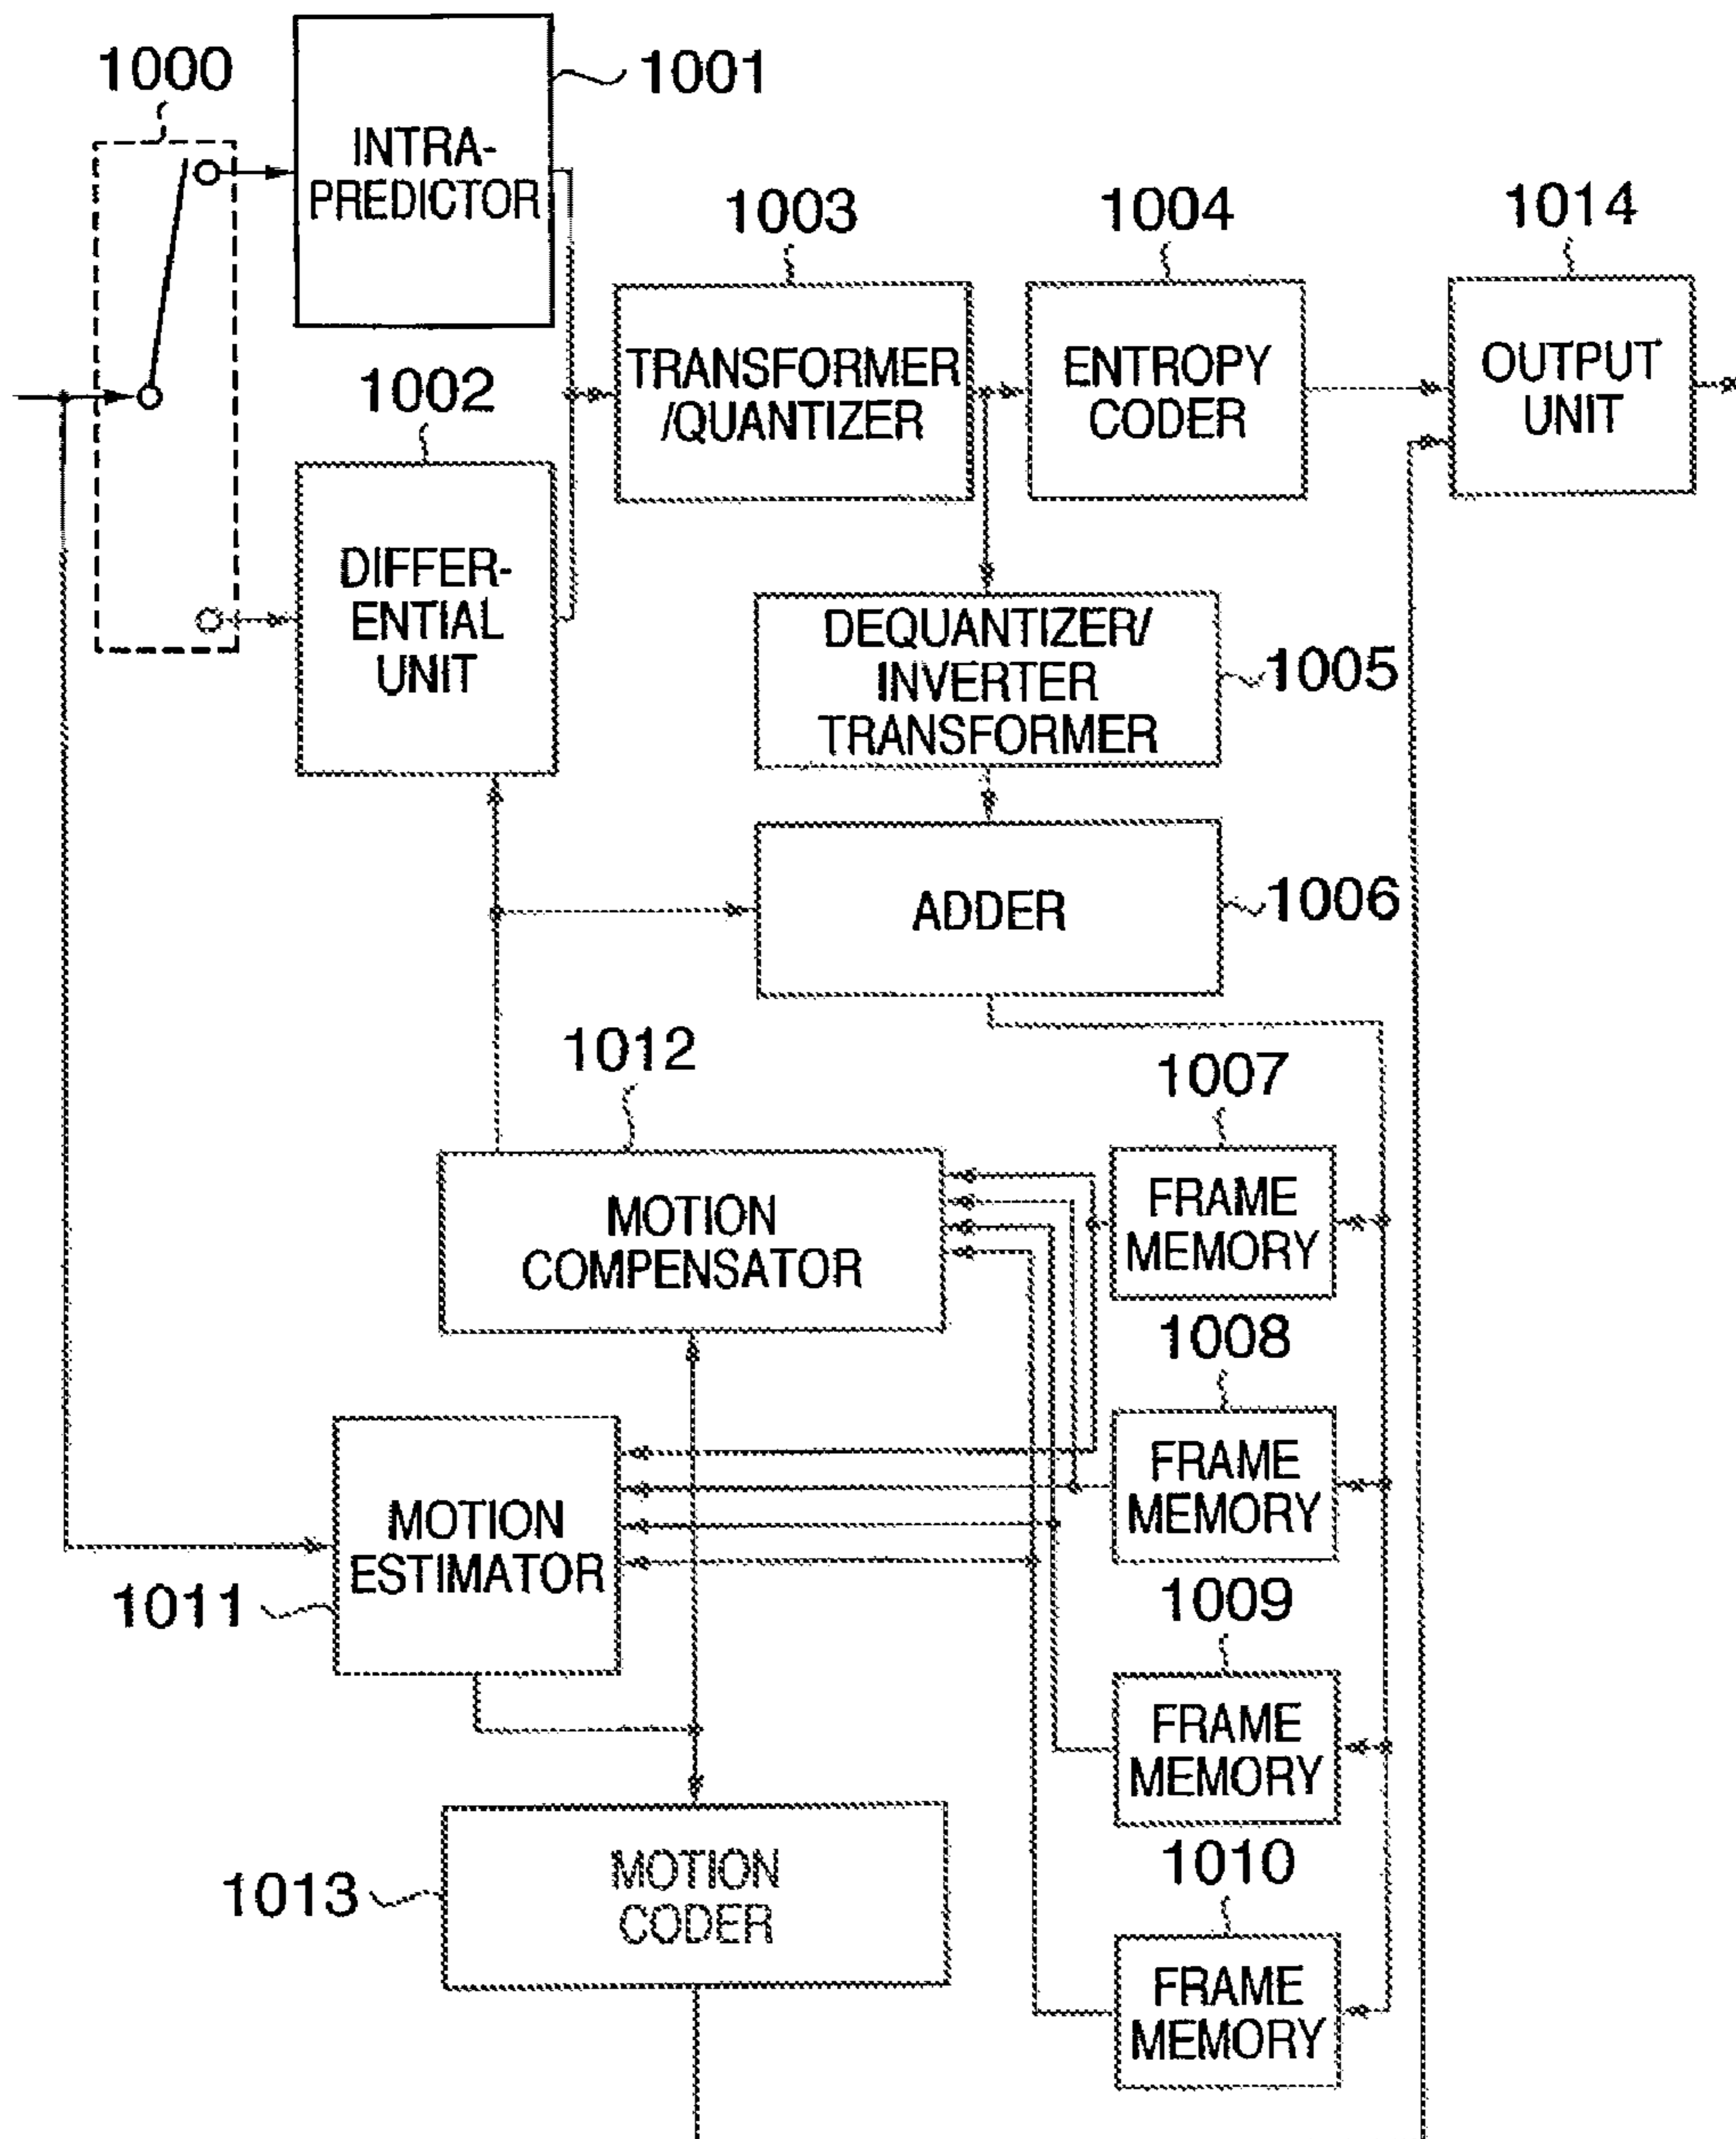 1000
1001
INTRA-
PREDICTOR
1002
DIFFER-
ENTIAL
UNIT
1003
TRANSFORMER
/QUANTIZER
1004
ENTROPY
CODER
1014
OUTPUT
UNIT
DEQUANTIZER/
INVERTER
TRANSFORMER
1005
ADDER
1006
1012
MOTION
COMPENSATOR
1007
FRAME
MEMORY
1008
FRAME
MEMORY
MOTION
ESTIMATOR
1011
1009
FRAME
MEMORY
1013
MOTION
CODER
1010
FRAME
MEMORY